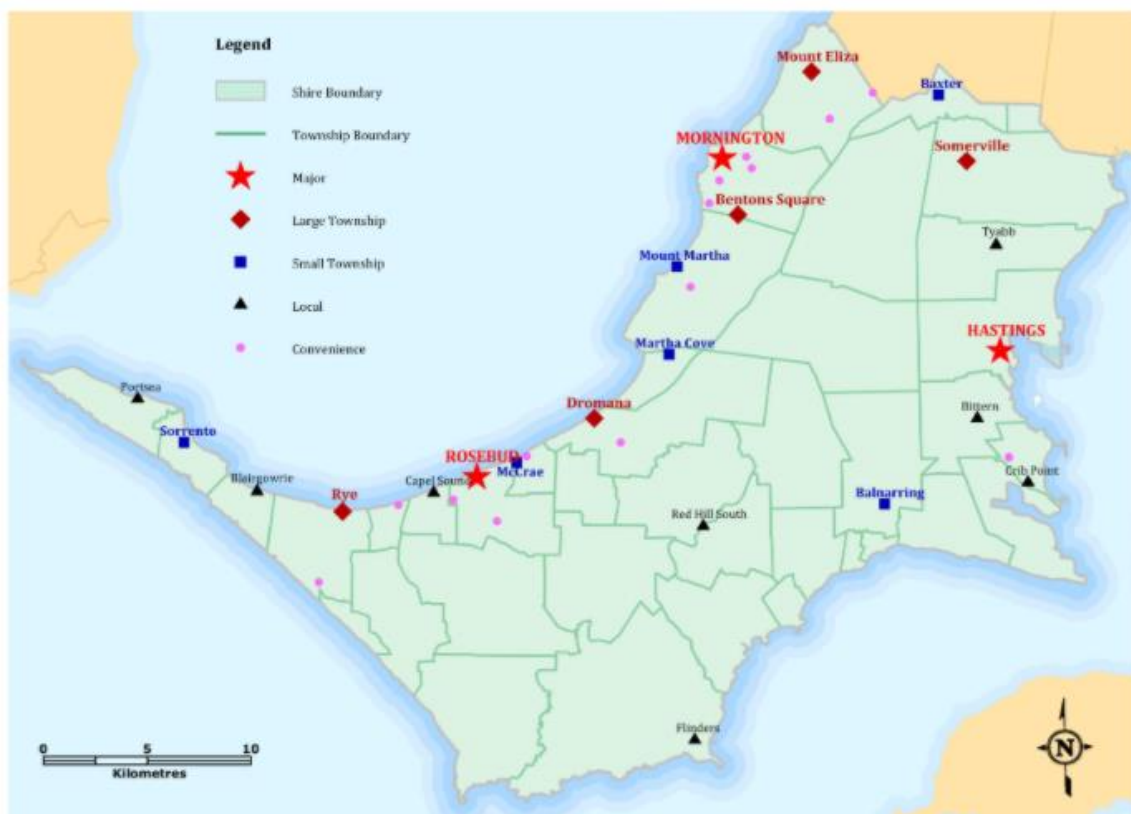 Legend
Shire Boundary
Township Boundary
Major
Large Township
Small Township
Local
Convenience
Mount Eliza
Baxter
MORNINGTON
Somerville
Bentons Square
Tyabb
Mount Martha
HASTINGS
Martha Cove
Portsea
Dromana
Bittern
Sorrento
ROSEBUD
McCrae
Blairgowrie
Rye
Capel Sound
Crib Point
Balnarring
Red Hill South
Flinders
0 5 10
Kilometres
N